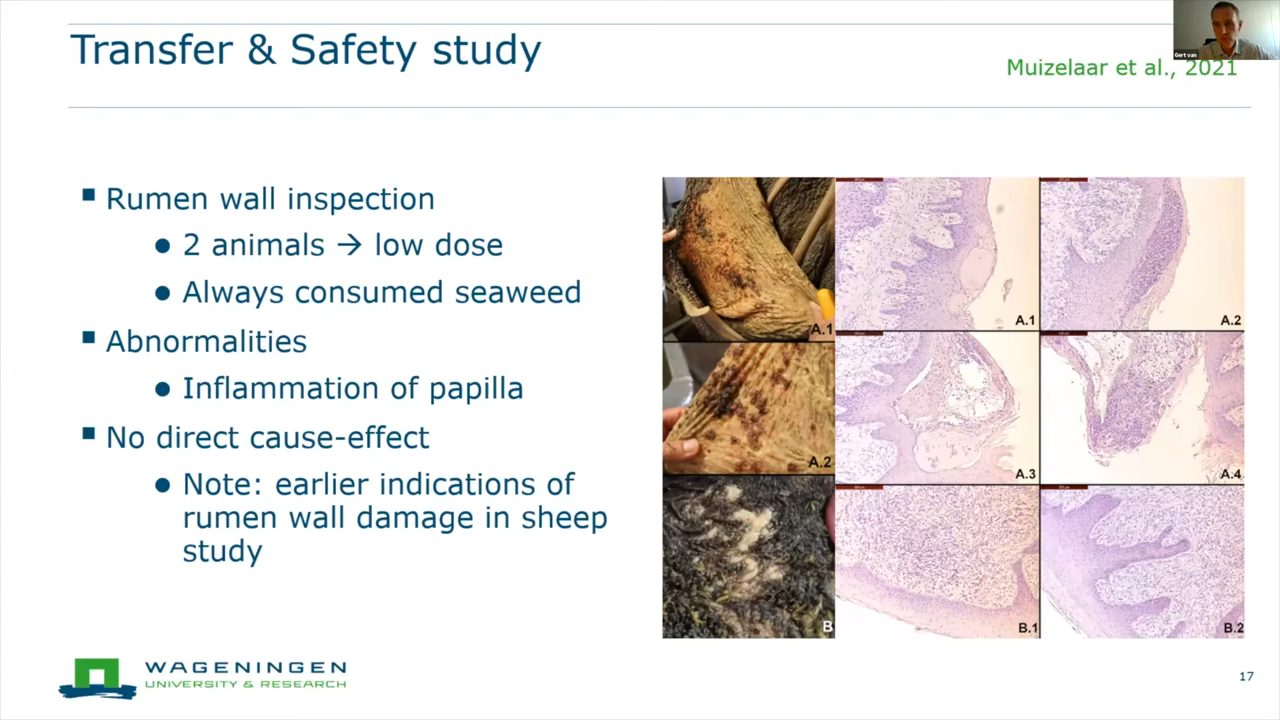 Transfer & Safety study
Gert van
Muizelaar et al., 2021
Rumen wall inspection
2 animals → low dose
Always consumed seaweed
Abnormalities
Inflammation of papilla
No direct cause-effect
Note: earlier indications of
rumen wall damage in sheep
study
A.1
A.1
A.2
A.2
A.3
A.4
B
B.1
B.2
WAGENINGEN
UNIVERSITY & RESEARCH
17